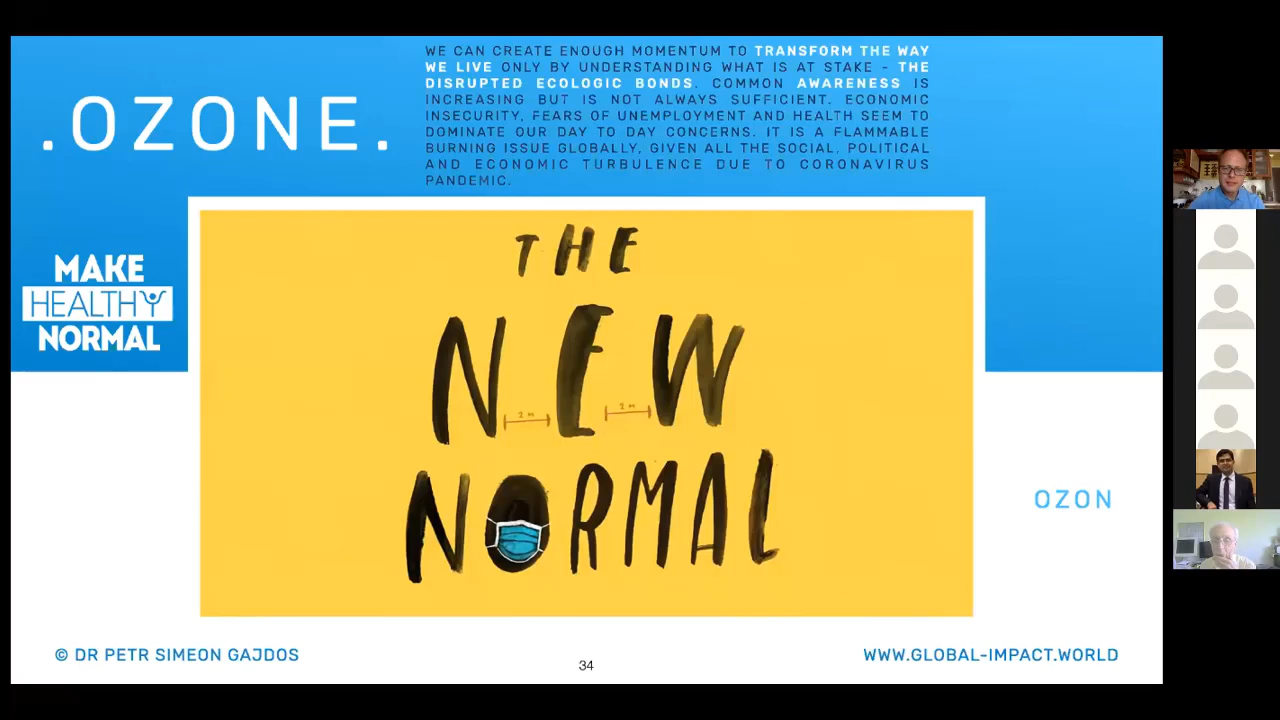 .OZONE.
WE CAN CREATE ENOUGH MOMENTUM TO TRANSFORM THE WAY
WE LIVE ONLY BY UNDERSTANDING WHAT IS AT STAKE - THE
DISRUPTED ECOLOGIC BONDS. COMMON AWARENESS IS
INCREASING BUT IS NOT ALWAYS SUFFICIENT. ECONOMIC
INSECURITY, FEARS OF UNEMPLOYMENT AND HEALTH SEEM TO
DOMINATE OUR DAY TO DAY CONCERNS. IT IS A FLAMMABLE
BURNING ISSUE GLOBALLY, GIVEN ALL THE SOCIAL, POLITICAL
AND ECONOMIC TURBULENCE DUE TO CORONAVIRUS
PANDEMIC.
MAKE
HEALTHY
NORMAL
THE
NEW
2 M
2 M
NORMAL
OZON
© DR PETR SIMEON GAJDOS
34
WWW.GLOBAL-IMPACT.WORLD